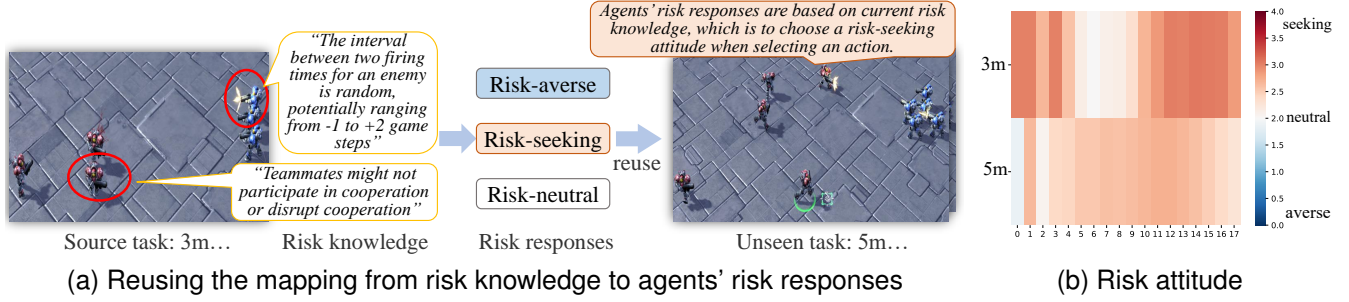 “The
interval
between two firing
times for an enemy
is random,
potentially ranging
from -1 to +2 game
steps”
“Teammates might not
participate in cooperation
or disrupt cooperation”
Source task: 3m…
Risk knowledge
Risk-averse
Risk-seeking
Risk-neutral
Risk responses
reuse
Agents’ risk responses are based on current risk
knowledge, which is to choose a risk-seeking
attitude when selecting an action.
Unseen task: 5m…
(a) Reusing the mapping from risk knowledge to agents’ risk responses
3m
5m
0 1 2 3 4 5 6 7 8 9 10 11 12 13 14 15 16 17
4.0
3.5
3.0
2.5
2.0
1.5
1.0
0.5
0.0
seeking
neutral
averse
(b) Risk attitude